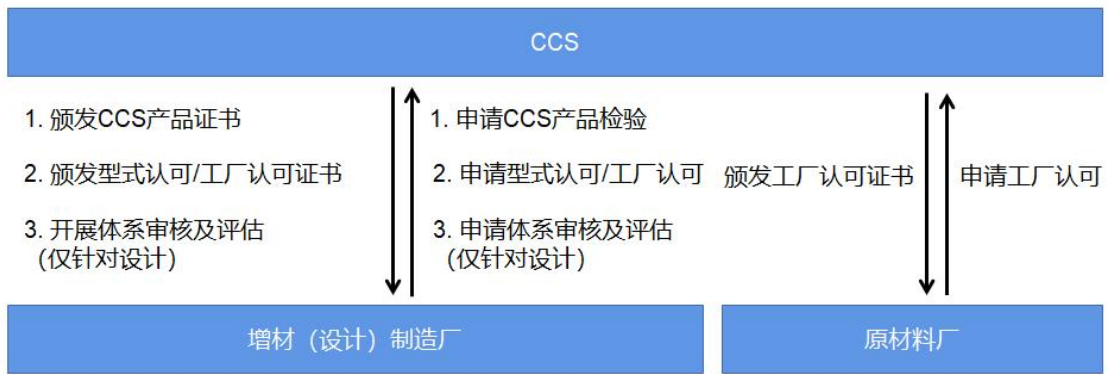 CCS
1. 颁发CCS产品证书
2. 颁发型式认可/工厂认可证书
3. 开展体系审核及评估
（仅针对设计）
1. 申请CCS产品检验
2. 申请型式认可/工厂认可
3. 申请体系审核及评估
（仅针对设计）
颁发工厂认可证书
申请工厂认可
增材（设计）制造厂
原材料厂